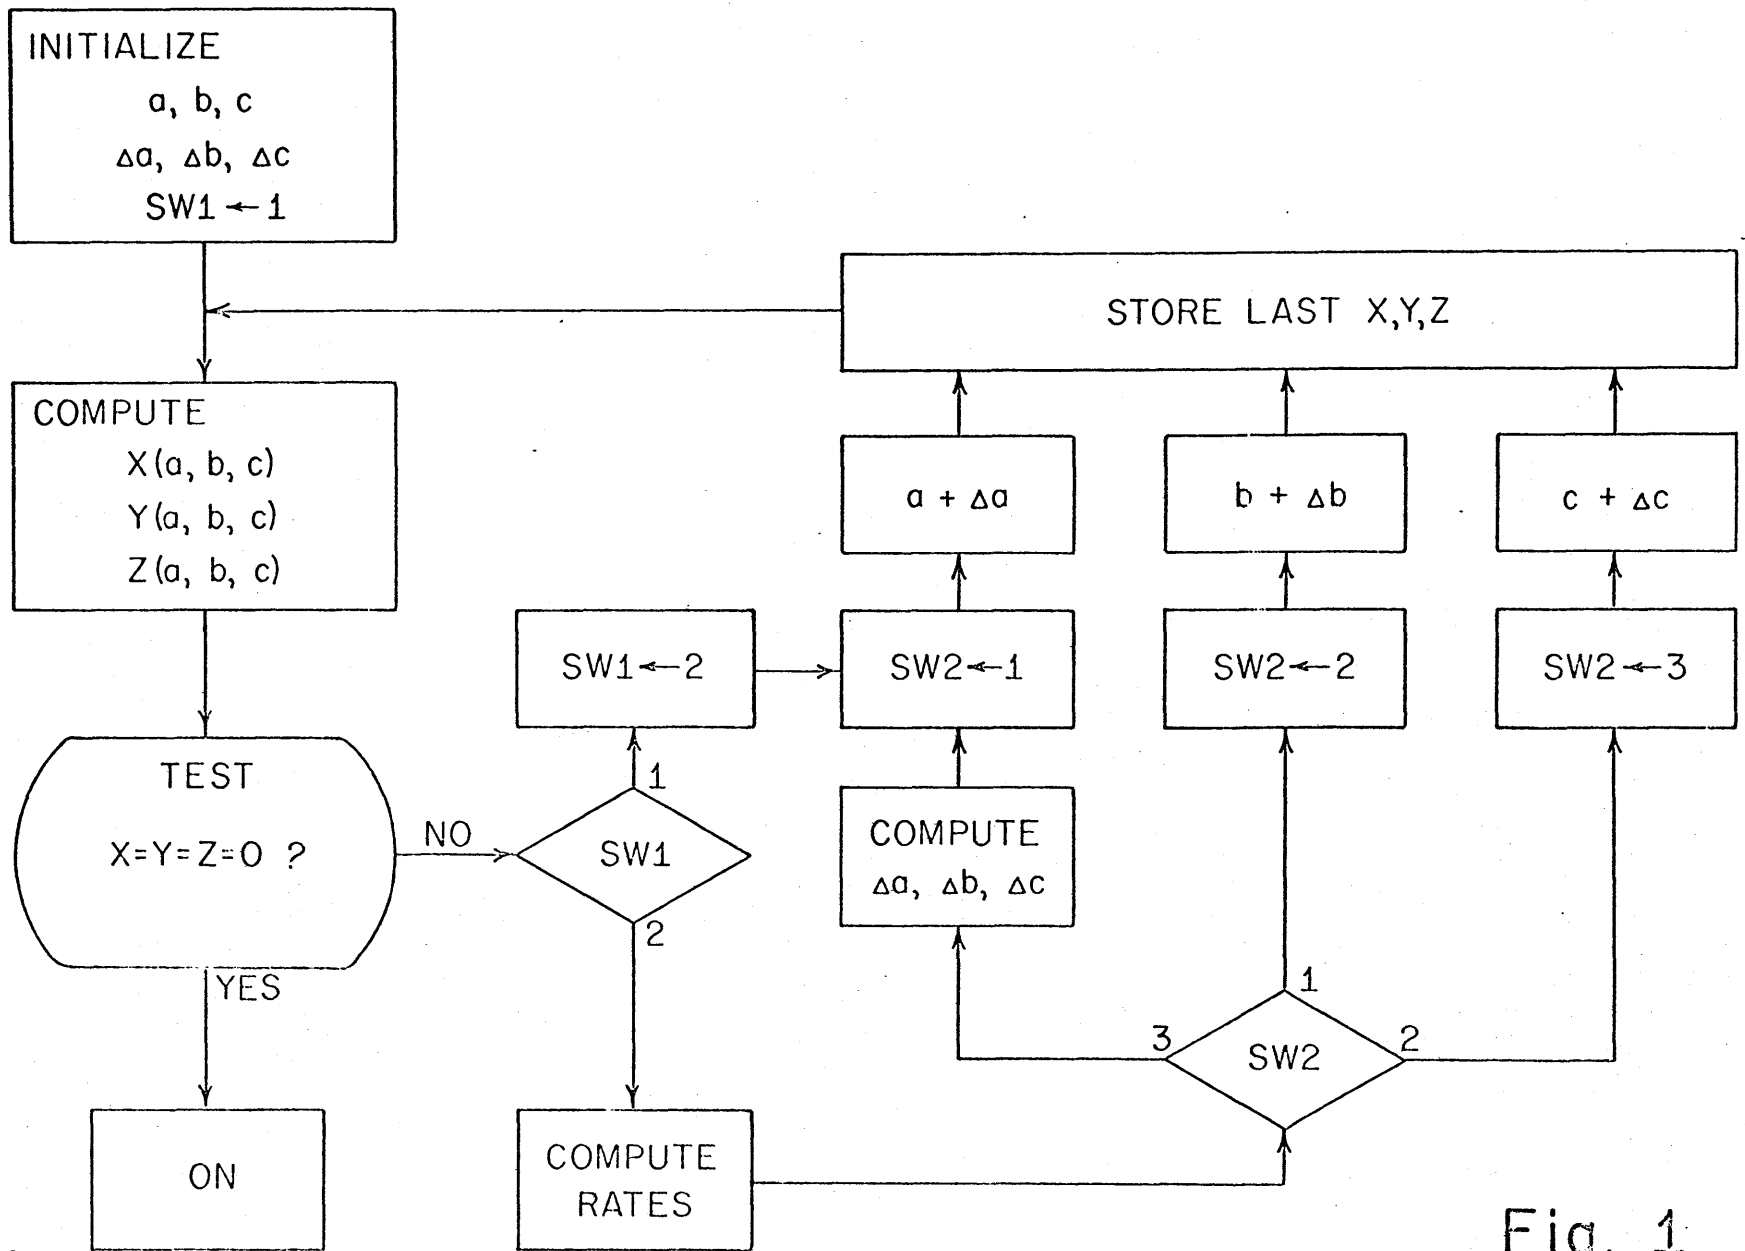 INITIALIZE
a, b, c
Δa, Δb, Δc
SW1←1
STORE LAST X,Y,Z
COMPUTE
X(a, b, c)
Y(a, b, c)
Z(a, b, c)
a + Δa
b + Δb
c + Δc
SW1←2
SW2←1
SW2←2
SW2←3
TEST
X=Y=Z=0 ?
NO
1
SW1
2
COMPUTE
Δa, Δb, Δc
YES
3
1
2
SW2
ON
COMPUTE
RATES
Fig. 1